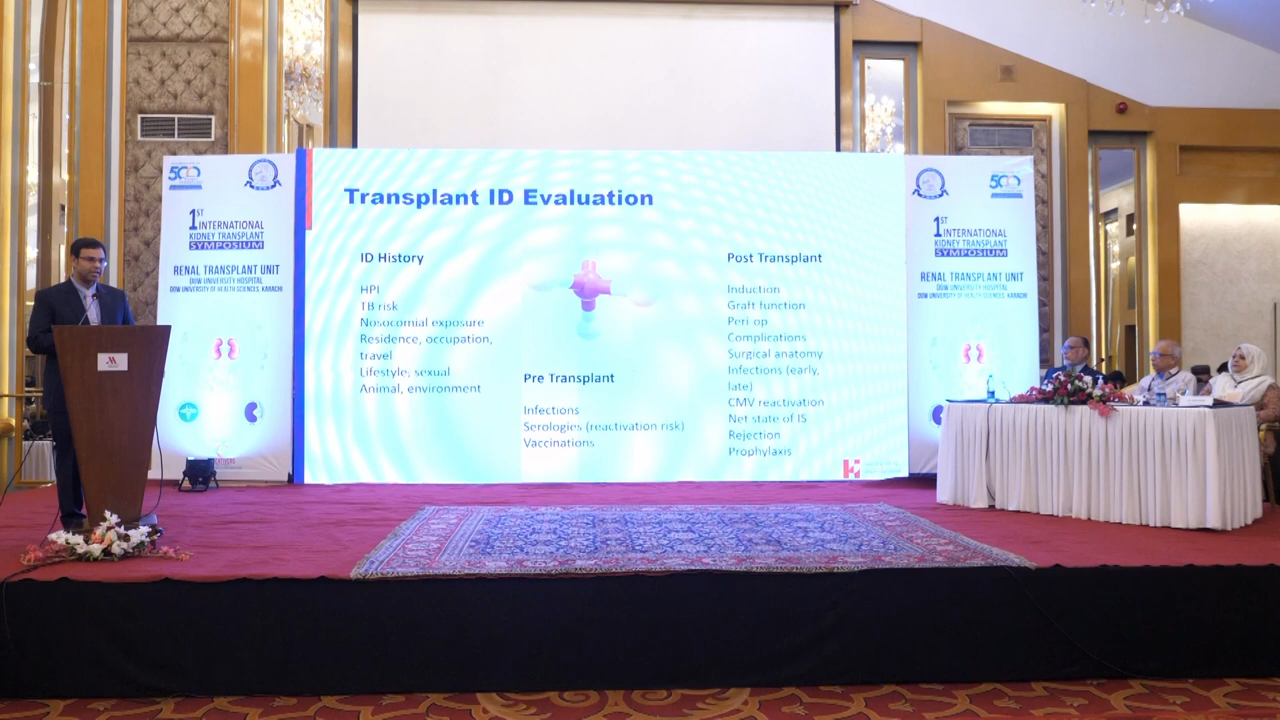 500
1ST
INTERNATIONAL
KIDNEY TRANSPLANT
SYMPOSIUM
RENAL TRANSPLANT UNIT
DOW UNIVERSITY HOSPITAL
DOW UNIVERSITY OF HEALTH SCIENCES, KARACHI
Transplant ID Evaluation
ID History
HPI
TB risk
Nosocomial exposure
Residence, occupation,
travel
Lifestyle, sexual
Animal, environment
Pre Transplant
Infections
Serologies (reactivation risk)
Vaccinations
Post Transplant
Induction
Graft function
Peri op
Complications
Surgical anatomy
Infections (early,
late)
CMV reactivation
Net state of IS
Rejection
Prophylaxis
500
1ST
INTERNATIONAL
KIDNEY TRANSPLANT
SYMPOSIUM
RENAL TRANSPLANT UNIT
DOW UNIVERSITY HOSPITAL
DOW UNIVERSITY OF HEALTH SCIENCES, KARACHI